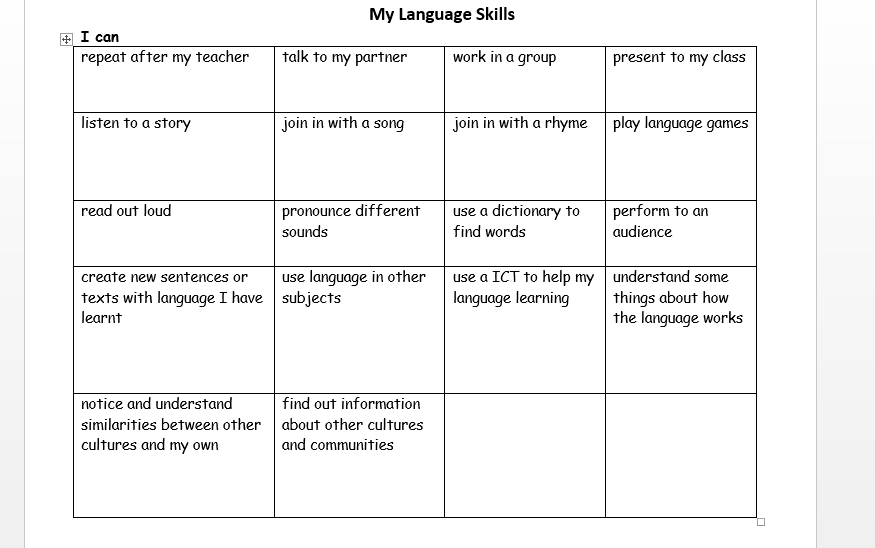 My Language Skills
I can
repeat after my teacher
talk to my partner
work in a group
present to my class
listen to a story
join in with a song
join in with a rhyme
play language games
read out loud
pronounce different
sounds
use a dictionary to
find words
perform to an
audience
create new sentences or
texts with language I have
learnt
use language in other
subjects
use a ICT to help my
language learning
understand some
things about how
the language works
notice and understand
similarities between other
cultures and my own
find out information
about other cultures
and communities